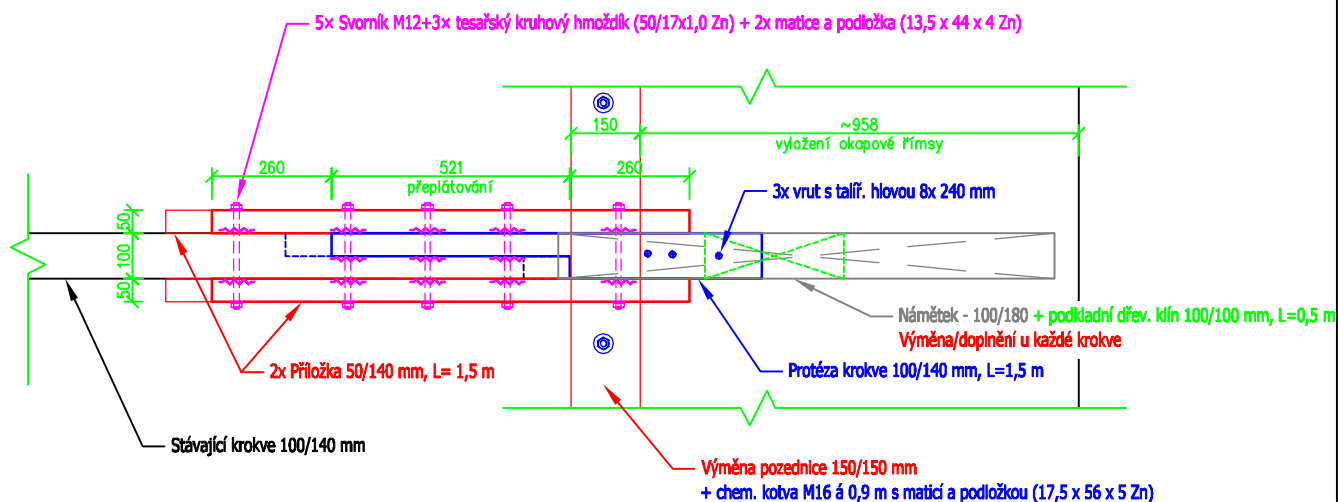 5× Svorník M12+3× tesařský kruhový hmoždík (50/17x1,0 Zn) + 2x matice a podložka (13,5 x 44 x 4 Zn)
150
~958
vyložení okapové římsy
260
521
260
přeplátování
3x vrut s talíř. hlovou 8x 240 mm
50
100
50
Námětek - 100/180 + podkladní dřev. klín 100/100 mm, L=0,5 m
Výměna/doplnění u každé krokve
2x Příložka 50/140 mm, L= 1,5 m
Protéza krokve 100/140 mm, L=1,5 m
Stávající krokve 100/140 mm
Výměna pozednice 150/150 mm
+ chem. kotva M16 á 0,9 m s maticí a podložkou (17,5 x 56 x 5 Zn)